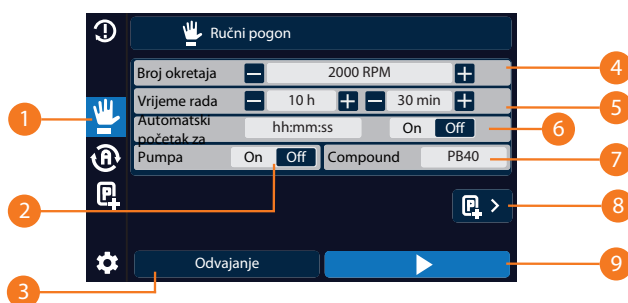 Ručni pogon
Broj okretaja 2000 RPM 4
Vrijeme rada 10 h 30 min 5
1
Automatski
početak za hh:mm:ss On Off 6
Pumpa On Off Compound PB40 7
2
8
Odvajanje 9
3